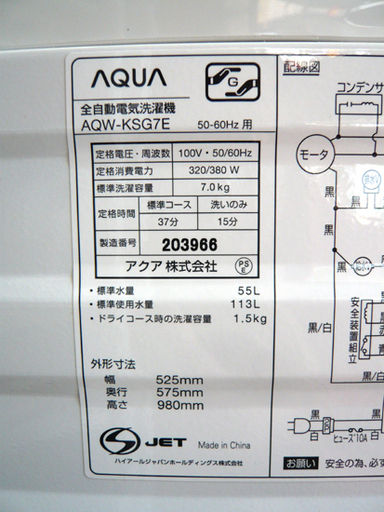 AQUA
G
全自動電気洗濯機
AQW-KSG7E 50-60Hz 用
定格電圧・周波数 100V・50/60Hz
定格消費電力 320/380 W
標準洗濯容量 7.0kg
定格時間 標準コース 洗いのみ
37分 15分
製造番号 203966
アクア 株式会社
PS
E
・標準水量 55L
・標準使用水量 113L
・ドライコース時の洗濯容量 1.5kg
外形寸法
幅 525mm
奥行 575mm
高さ 980mm
S JET Made in China
ハイアールジャパンホールディングス株式会社
配線図
コンデンサ
モータ
黒
黒
黒
黒
黒/白
安全装置組立
黒 黒
白 ヒューズ10A 白
お願い 安全の為、必ず